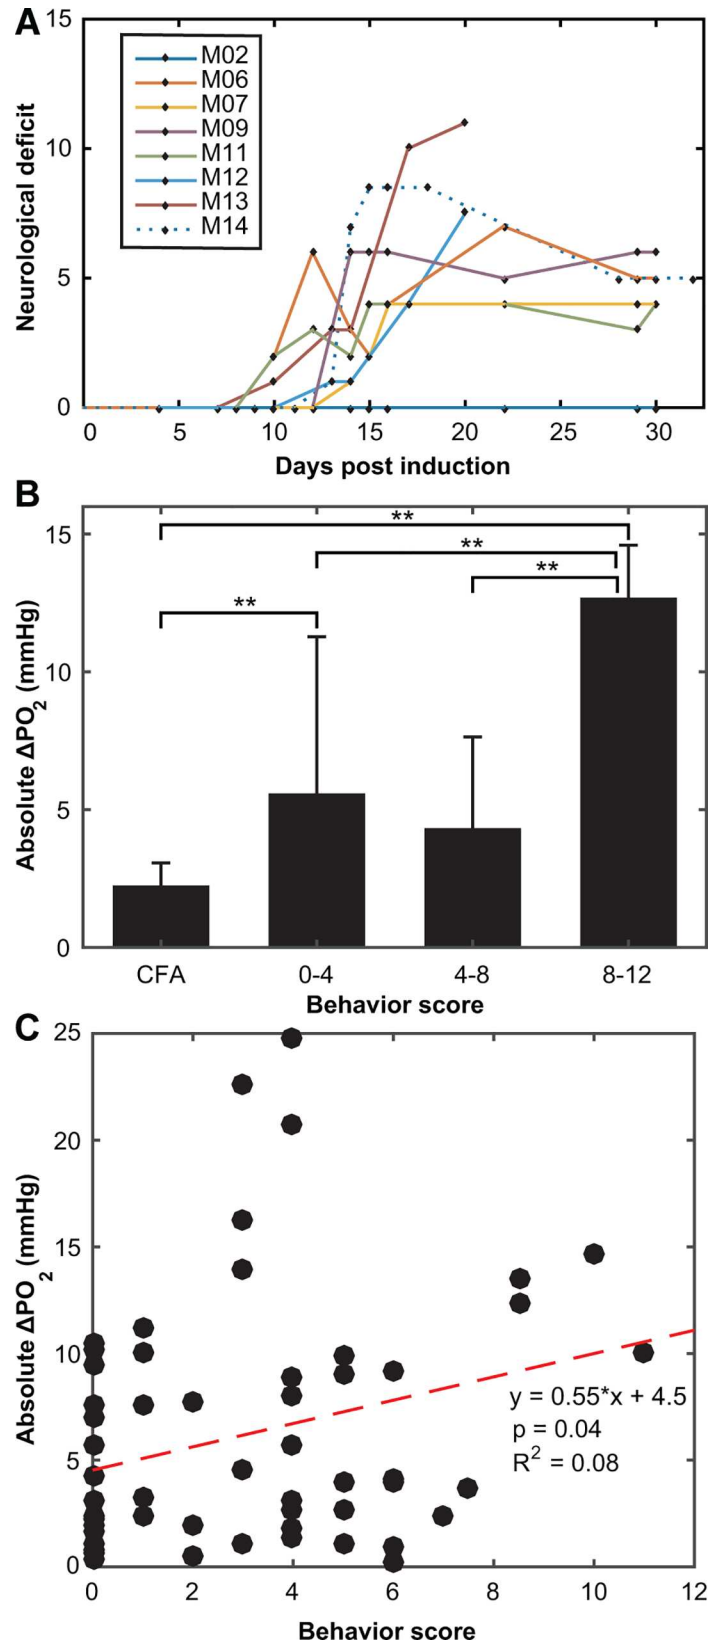 A
15
10
5
0
Neurological deficit
M02
M06
M07
M09
M11
M12
M13
M14
0 5 10 15 20 25 30
Days post induction
B
15
10
5
0
Absolute ΔPO2 (mmHg)
**
**
**
**
CFA 0-4 4-8 8-12
Behavior score
C
25
20
15
10
5
0
Absolute ΔPO2 (mmHg)
y = 0.55*x + 4.5
p = 0.04
R2 = 0.08
0 2 4 6 8 10 12
Behavior score